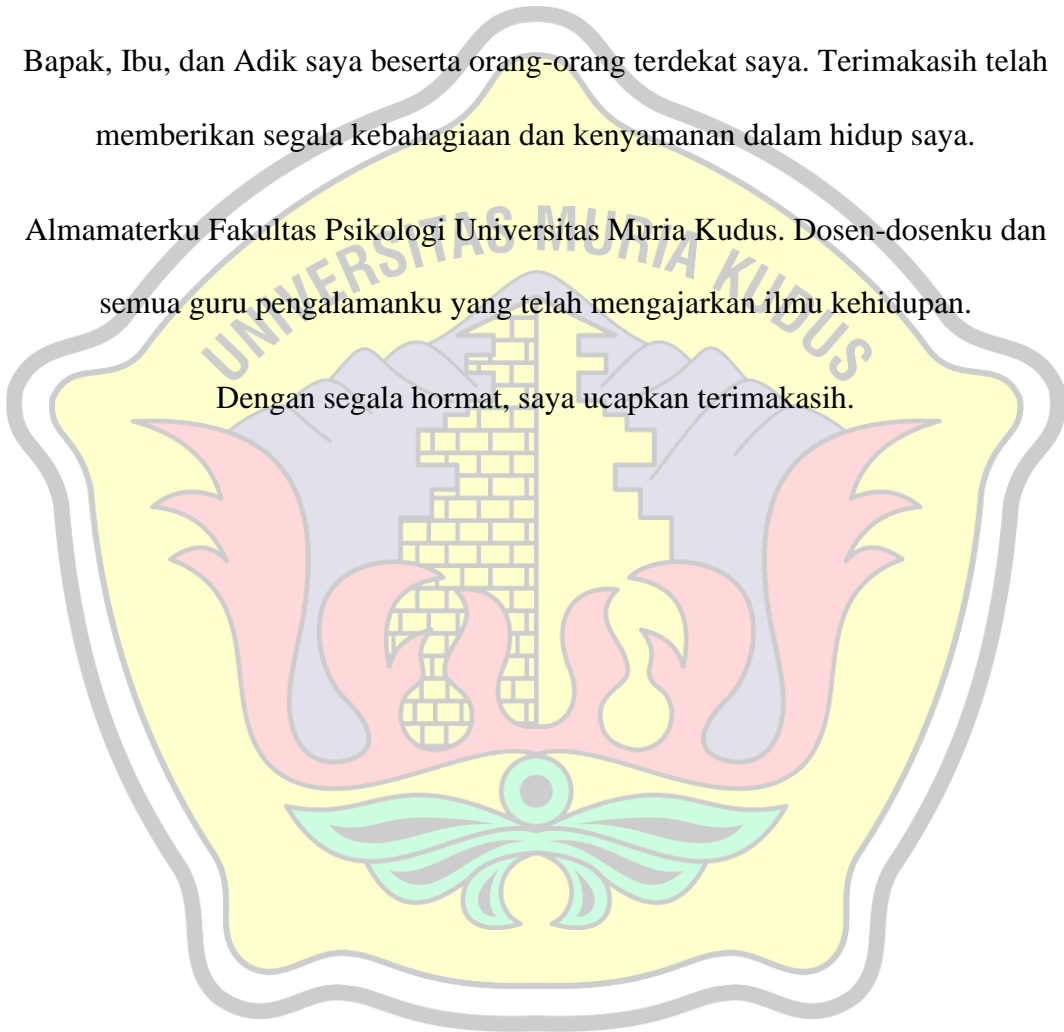 Bapak, Ibu, dan Adik saya beserta orang-orang terdekat saya. Terimakasih telah
memberikan segala kebahagiaan dan kenyamanan dalam hidup saya.
Almamaterku Fakultas Psikologi Universitas Muria Kudus. Dosen-dosenku dan
UNIVERSITAS MURIA KUDUS
semua guru pengalamanku yang telah mengajarkan ilmu kehidupan.
Dengan segala hormat, saya ucapkan terimakasih.